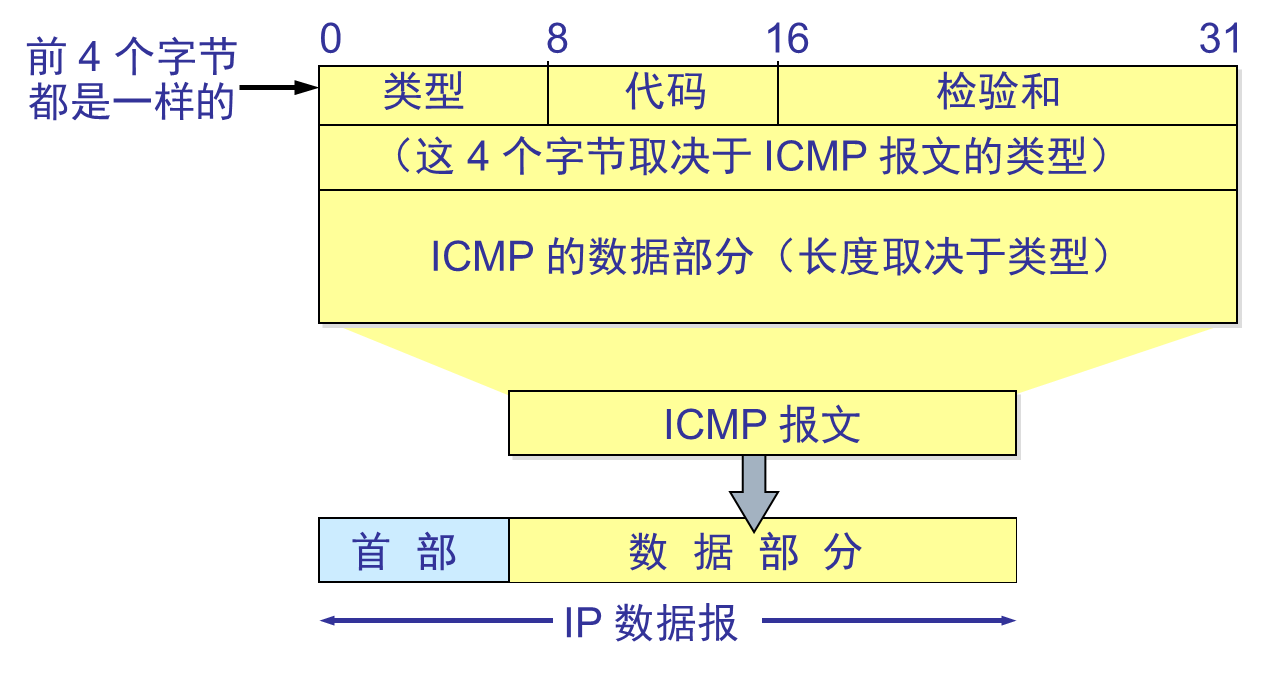 0 8 16 31
前 4 个字节
都是一样的
类型 代码 检验和
（这 4 个字节取决于 ICMP 报文的类型）
ICMP 的数据部分（长度取决于类型）
ICMP 报文
首 部 数 据 部 分
IP 数据报